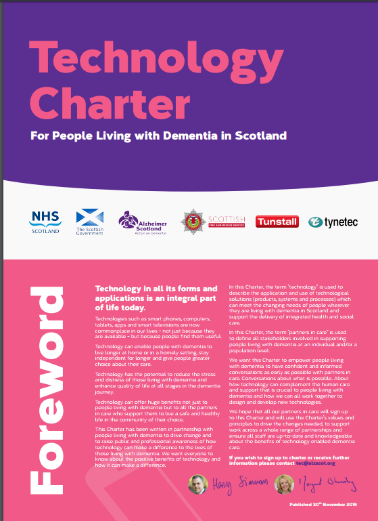 Technology
Charter
For People Living with Dementia in Scotland
NHS
SCOTLAND
The Scottish
Government
Alzheimer
Scotland
SCOTTISH
Tunstall
tynetec
Foreword
Technology in all its forms and
applications is an integral part
of life today.
Technologies such as smart phones, computers,
tablets, apps and smart televisions are now
commonplace in our lives - not just because they
are available - but because people find them useful.
Technology can enable people with dementia to
live longer at home or in a homely setting, stay
independent for longer and give people greater
choice about their care.
Technology has the potential to reduce the stress
and distress of those living with dementia and
enhance quality of life at all stages in the dementia
journey.
Technology can offer huge benefits not just to
people living with dementia but to all the partners
in care who support them to live a safe and healthy
life in the community of their choice.
This Charter has been written in partnership with
people living with dementia to drive change and
to keep public and professional awareness of how
technology can make a difference to the lives of
those living with dementia. We want everyone to
know about the positive benefits of technology and
how it can make a difference.
In this Charter, the term "technology" is used to
describe the application and use of technological
solutions (products, systems and processes) which
can meet the changing needs of people wherever
they are living with dementia in Scotland and
support the delivery of integrated health and social
care.
In this Charter, the term "partners in care" is used
to define all stakeholders involved in supporting
people living with dementia at an individual and/or a
population level.
We want this Charter to empower people living
with dementia to have confident and informed
conversations as early as possible with partners in
care. Conversations about what is possible. About
how technology can complement the human care
and support that is crucial to people living with
dementia and how we can all work together to
design and develop new technologies.
We hope that all our partners in care will sign up
to this Charter and will use the Charter's values and
principles to drive the changes needed, to support
work across a whole range of partnerships and
ensure all staff are up-to-date and knowledgeable
about the benefits of technology enabled dementia
care.
If you wish to sign up to charter or receive further
information please contact
Henry
Published 30th November 2015